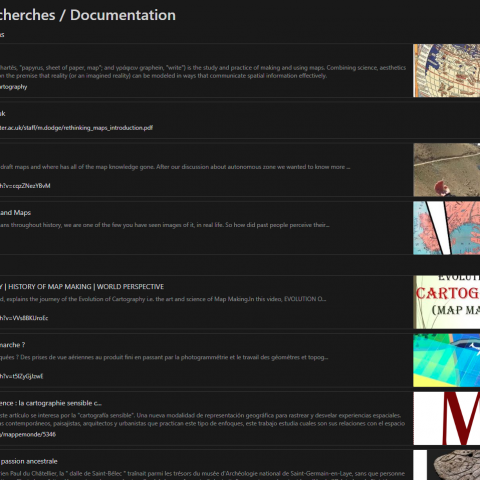 cherches / Documentation
ns
chartēs, "papyrus, sheet of paper, map"; and γράφειν graphein, "write") is the study and practice of making and using maps. Combining science, aesthetics
on the premise that reality (or an imagined reality) can be modeled in ways that communicate spatial information effectively.
artography
uk
ter.ac.uk/staff/m.dodge/rethinking_maps_introduction.pdf
draft maps and where has all of the map knowledge gone. After our discussion about autonomous zone we wanted to know more ...
h?v=cqzZNezYBvM
and Maps
ans throughout history, we are one of the few you have seen images of it, in real life. So how did past people perceive their...
Y | HISTORY OF MAP MAKING | WORLD PERSPECTIVE
d, explains the journey of the Evolution of Cartography i.e. the art and science of Map Making.In this video, EVOLUTION O...
h?v=VVs8BKUroEc
EVOLUTION
CARTOG
(MAP MA
marche ?
quées ? Des prises de vue aériennes au produit fini en passant par la photogrammétrie et le travail des géomètres et topog...
h?v=t5IZyGjJzwE
ence : la cartographie sensible c...
este artículo se interesa por la "cartografía sensible". Una nueva modalidad de representación geográfica para rastrear y desvelar experiencias espaciales.
as contemporáneos, paisajistas, arquitectos y urbanistas que practican este tipo de enfoques, este trabajo estudia cuales son sus relaciones con el espacio
g/mappemonde/5346
M
passion ancestrale
rien Paul du Châtellier, la " dalle de Saint-Bélec " traînait parmi les trésors du musée d'Archéologie national de Saint-Germain-en-Laye, sans que personne